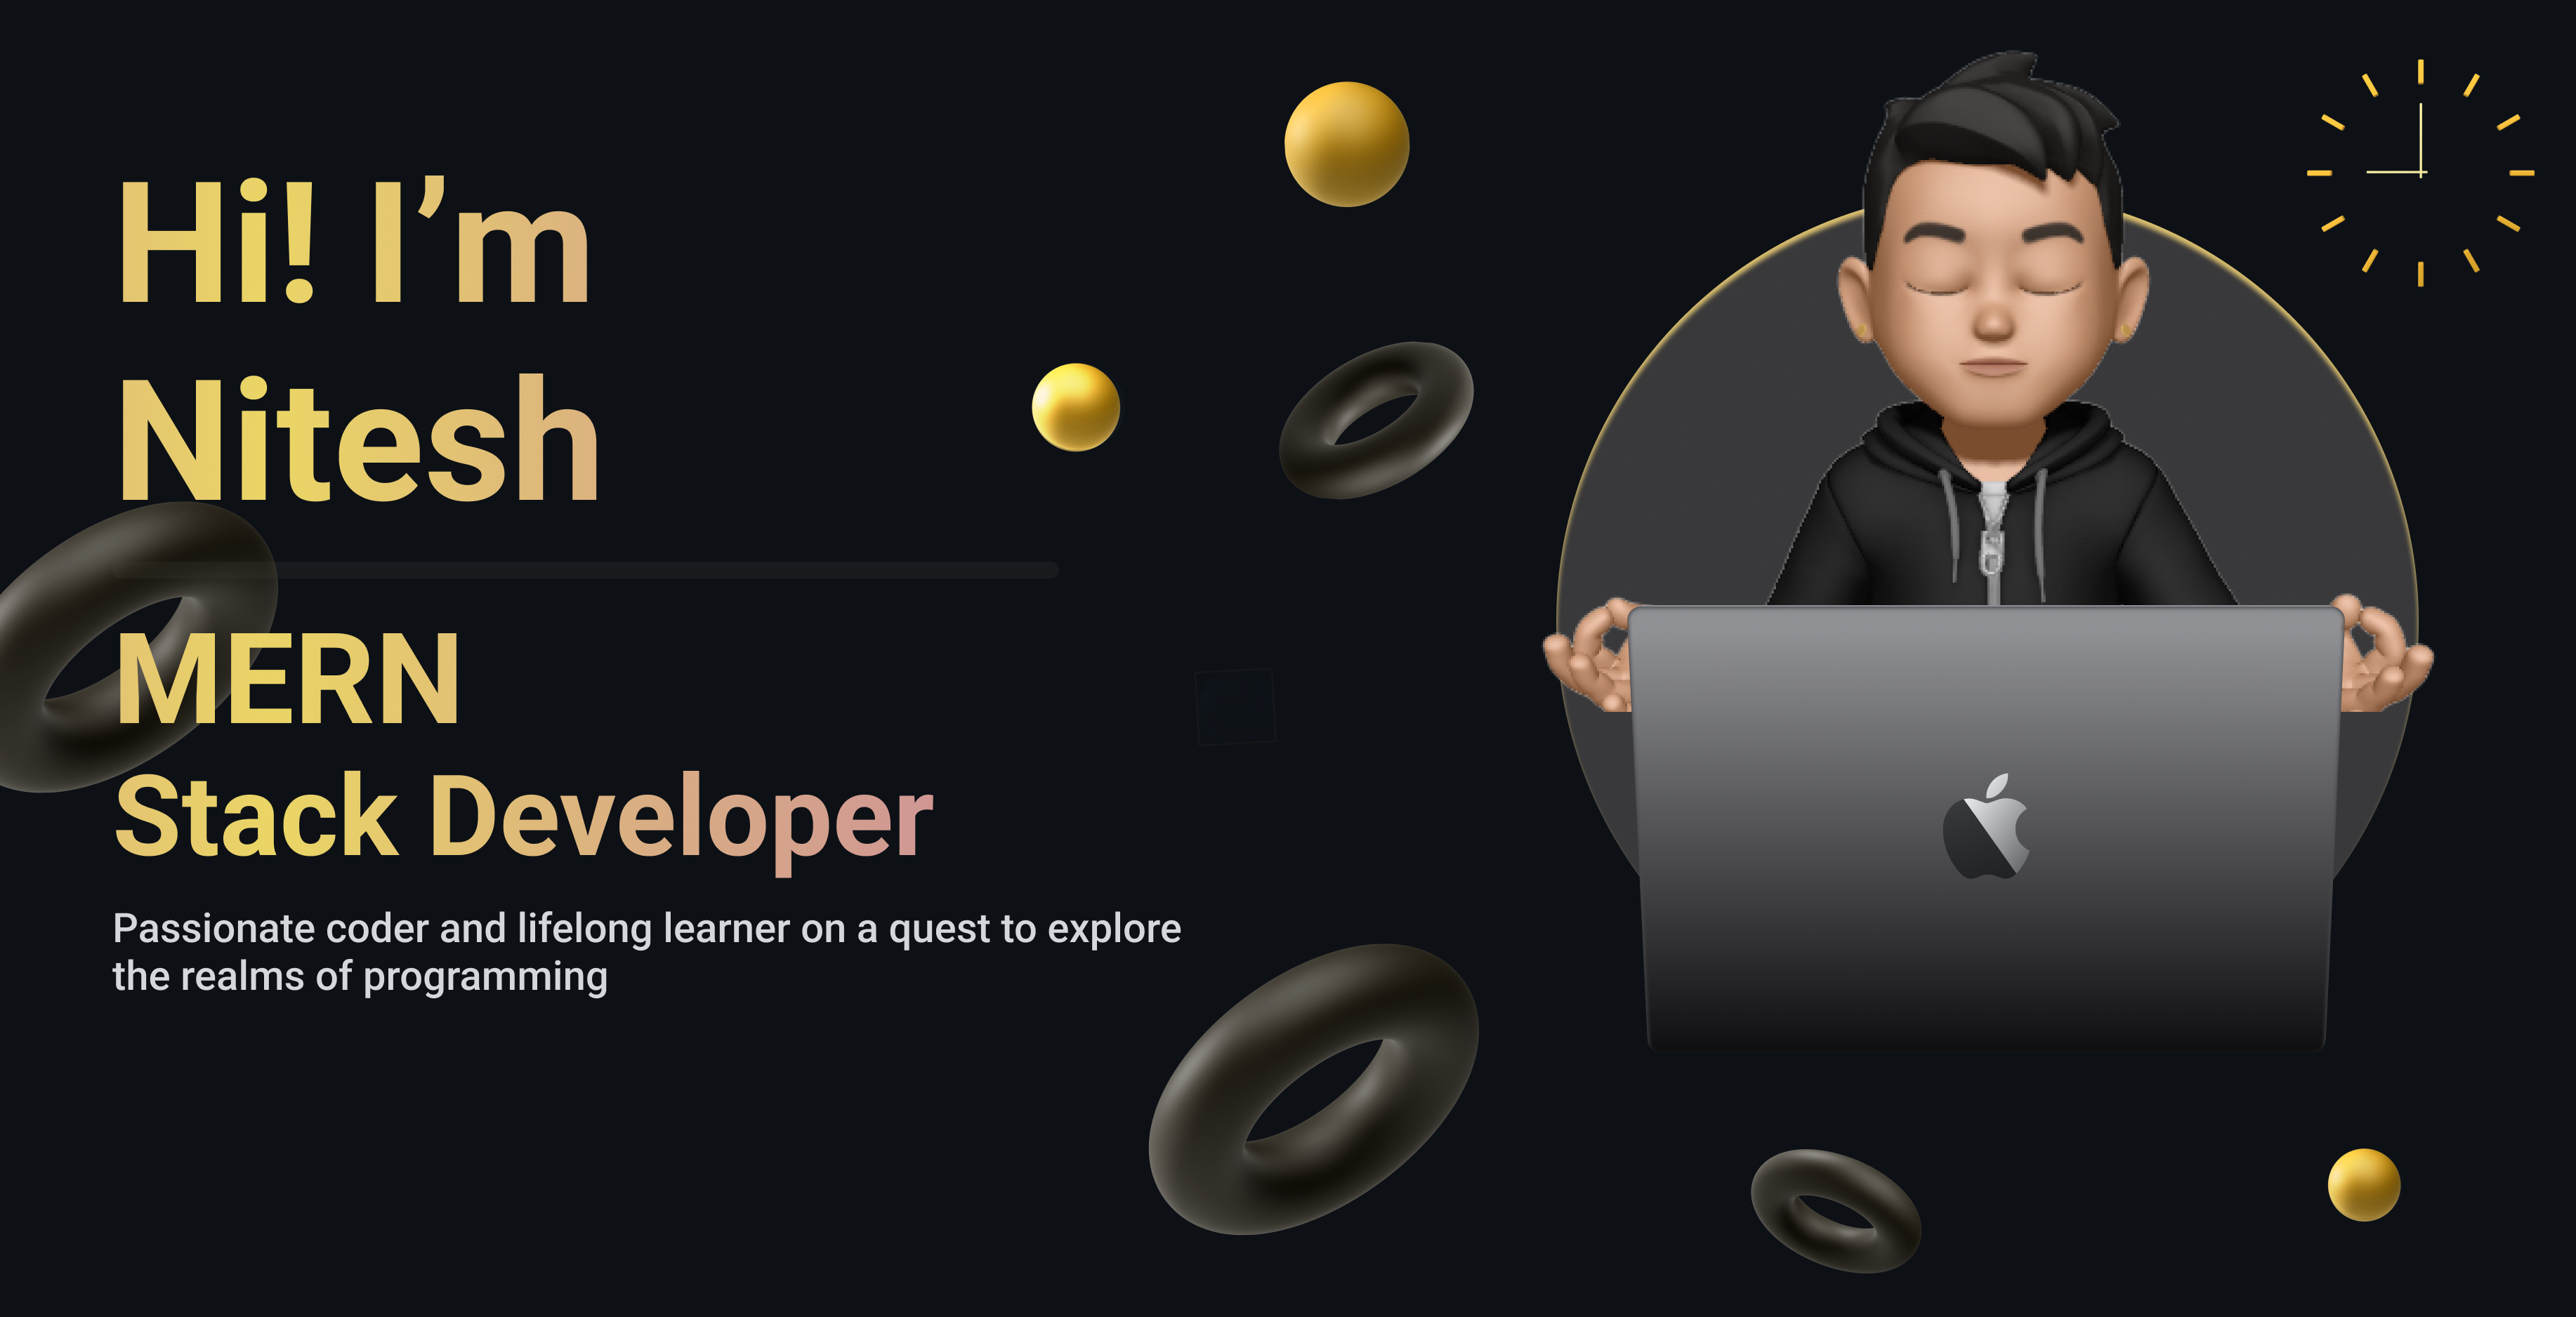 Hi! I’m
Nitesh
MERN
Stack Developer
Passionate coder and lifelong learner on a quest to explore
the realms of programming